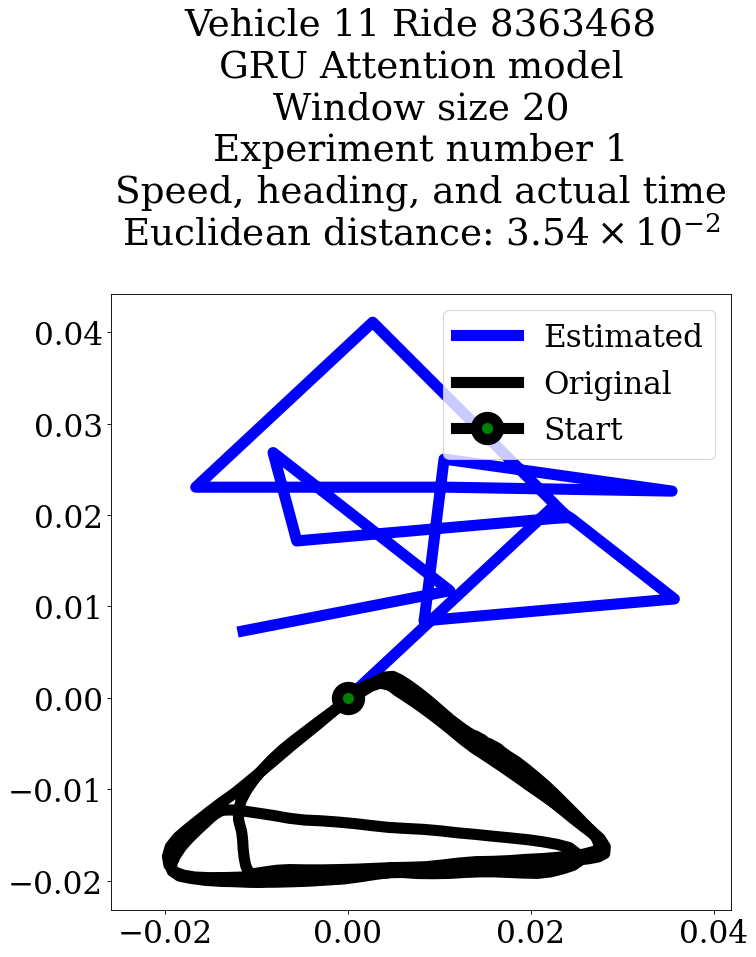 Vehicle 11 Ride 8363468
GRU Attention model
Window size 20
Experiment number 1
Speed, heading, and actual time
Euclidean distance: 3.54 × 10⁻²
Estimated
Original
Start
0.04
0.03
0.02
0.01
0.00
−0.01
−0.02
−0.02 0.00 0.02 0.04